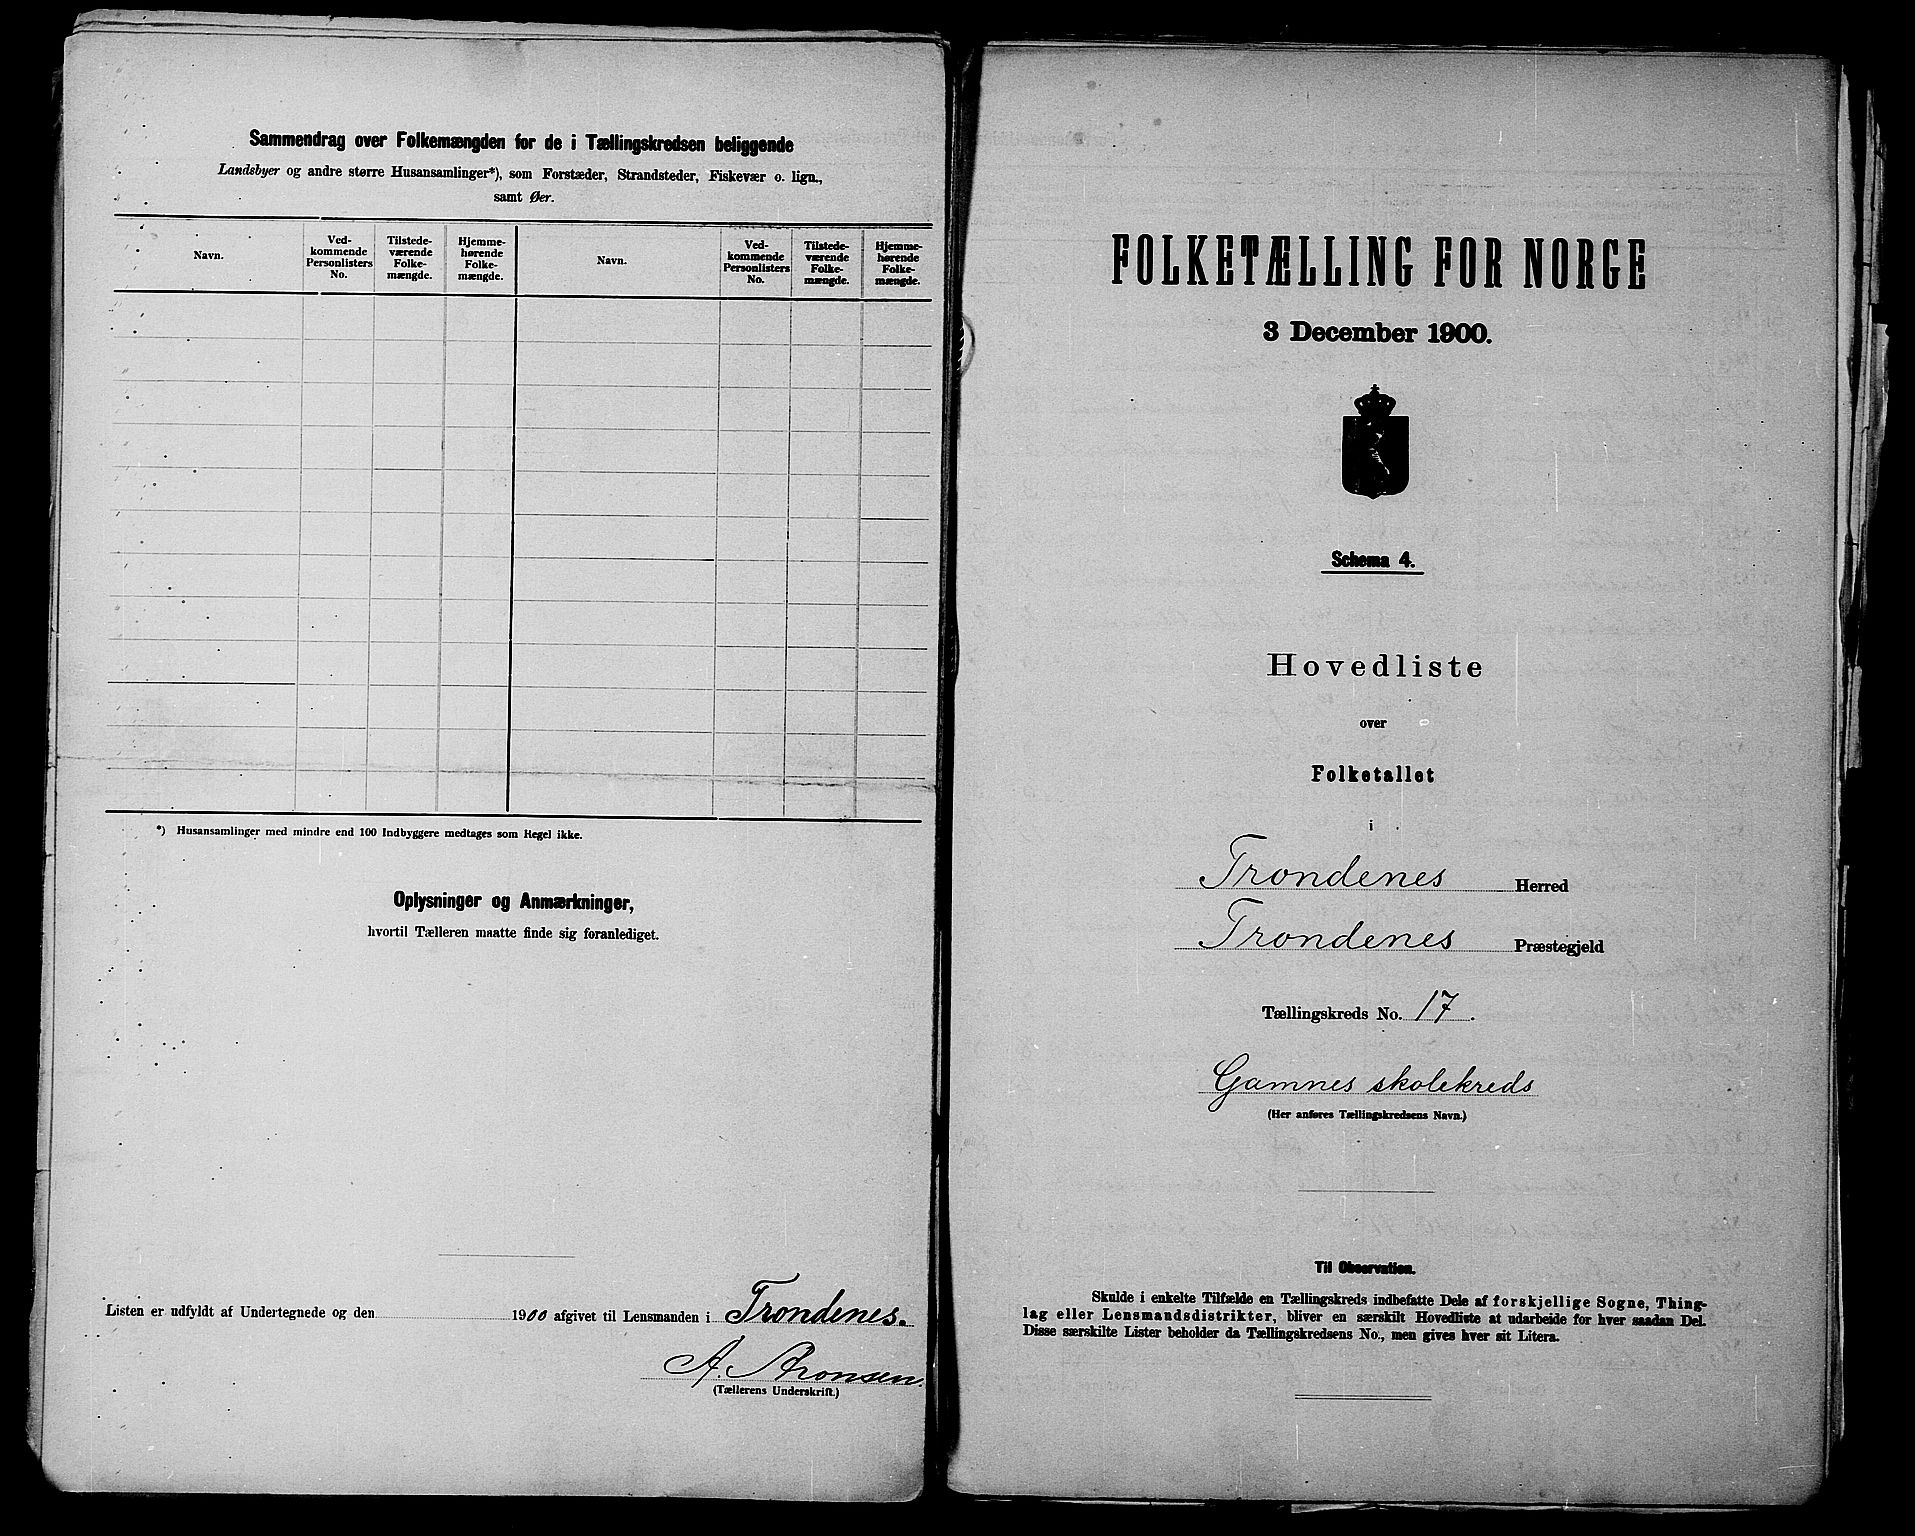 Sammendrag over Folkemængden for de i Tællingskredsen beliggende
Landsbyer og andre større Husansamlinger*), som Forstæder, Strandsteder, Fiskevær o. lign.,
samt Øer.
Navn.
Ved-
kommende
Personlisters
No.
Tilstede-
værende
Folke-
mængde.
Hjemme-
hørende
Folke-
mængde.
Navn.
Ved-
kommende
Personlisters
No.
Tilstede-
værende
Folke-
mængde.
Hjemme-
hørende
Folke-
mængde.
*) Husansamlinger med mindre end 100 Indbyggere medtages som Regel ikke.
Oplysninger og Anmærkninger,
hvortil Tælleren maatte finde sig foranlediget.
Listen er udfyldt af Undertegnede og den 1900 afgivet til Lensmanden i Trondenes.
A. Aronsen.
(Tællerens Underskrift.)
FOLKETÆLLING FOR NORGE
3 December 1900.
Schema 4.
Hovedliste
over
Folketallet
i
Trondenes Herred
Trondenes Præstegjeld
Tællingskreds No. 17.
Gamnes skolekreds
(Her anføres Tællingskredsens Navn.)
Til Observation.
Skulde i enkelte Tilfælde en Tællingskreds indbefatte Dele af forskjellige Sogne, Thing-
lag eller Lensmandsdistrikter, bliver en særskilt Hovedliste at udarbeide for hver saadan Del.
Disse særskilte Lister beholder da Tællingskredsens No., men gives hver sit Litera.